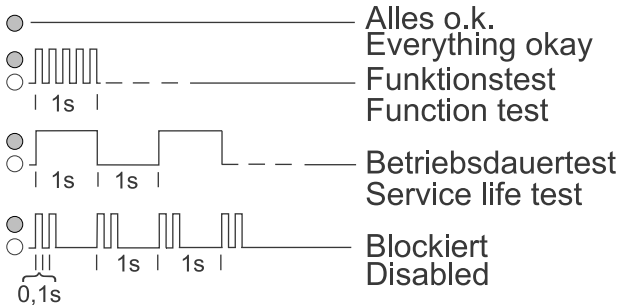 Alles o.k.
Everything okay
Funktionstest
1s
Function test
Betriebsdauertest
1s 1s
Service life test
Blockiert
1s 1s
Disabled
0,1s